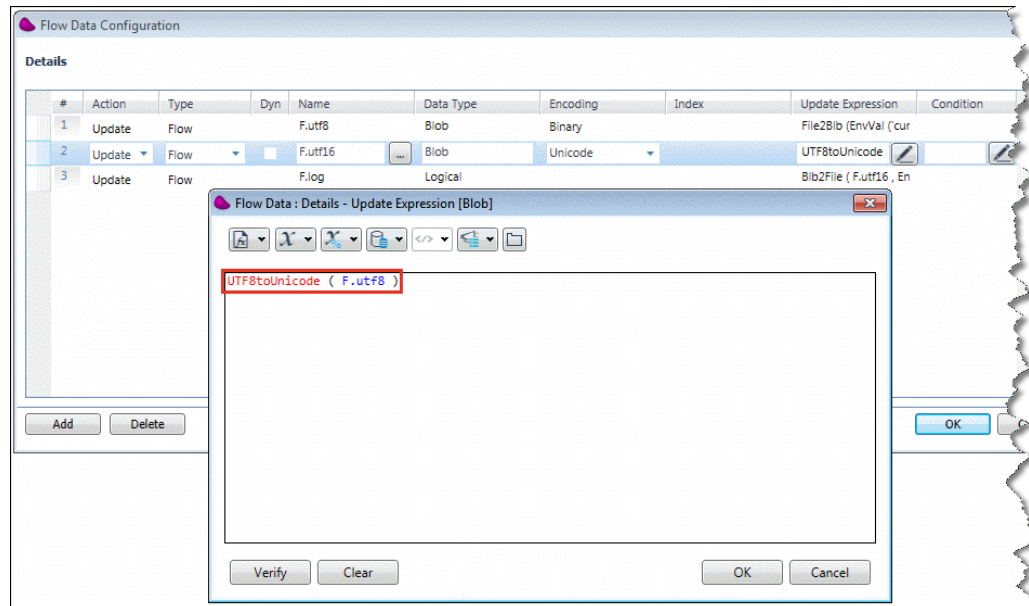 Flow Data Configuration
Details
# Action Type Dyn Name Data Type Encoding Index Update Expression Condition
1 Update Flow F.utf8 Blob Binary File2Blb (EnvVal ('cur
2 Update Flow F.utf16 ... Blob Unicode UTF8toUnicode
3 Update Flow F.log Logical Blb2File ( F.utf16 , En
Flow Data : Details - Update Expression [Blob]
UTF8toUnicode ( F.utf8 )
Add Delete OK
Verify Clear OK Cancel